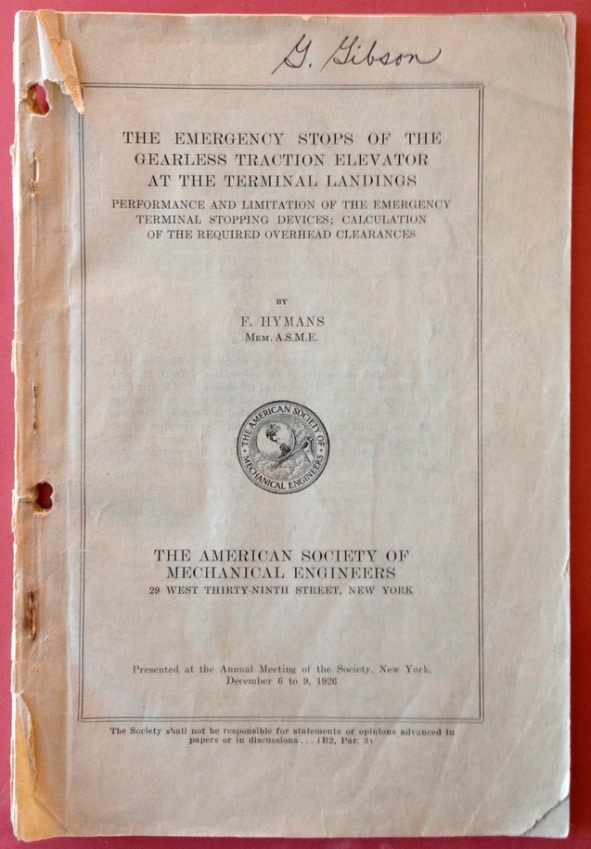 G. Gibson
THE EMERGENCY STOPS OF THE
GEARLESS TRACTION ELEVATOR
AT THE TERMINAL LANDINGS
PERFORMANCE AND LIMITATION OF THE EMERGENCY
TERMINAL STOPPING DEVICES; CALCULATION
OF THE REQUIRED OVERHEAD CLEARANCES
BY
F. HYMANS
MEM. A.S.M.E.
· THE AMERICAN SOCIETY OF ·
MECHANICAL ENGINEERS
THE AMERICAN SOCIETY OF
MECHANICAL ENGINEERS
29 WEST THIRTY-NINTH STREET, NEW YORK
Presented at the Annual Meeting of the Society, New York,
December 6 to 9, 1926
The Society shall not be responsible for statements or opinions advanced in
papers or in discussions... (B2, Par. 3)